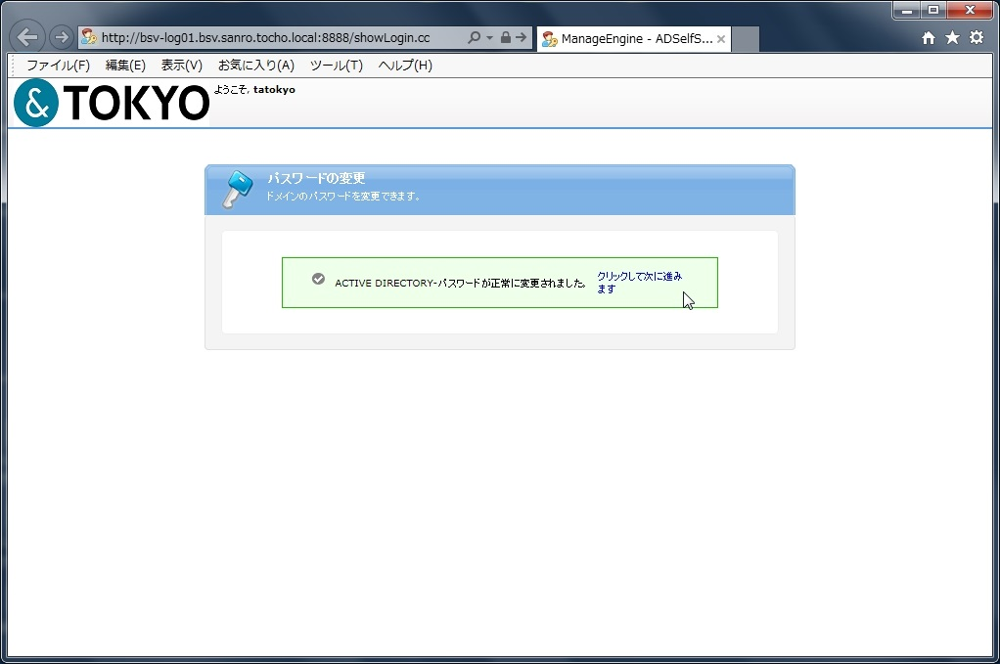 http://bsv-log01.bsv.sanro.tocho.local:8888/showLogin.cc
ManageEngine - ADSelfS...
ファイル(F) 編集(E) 表示(V) お気に入り(A) ツール(T) ヘルプ(H)
& TOKYO
ようこそ, tatokyo
パスワードの変更
ドメインのパスワードを変更できます。
ACTIVE DIRECTORY-パスワードが正常に変更されました。
クリックして次に進み
ます